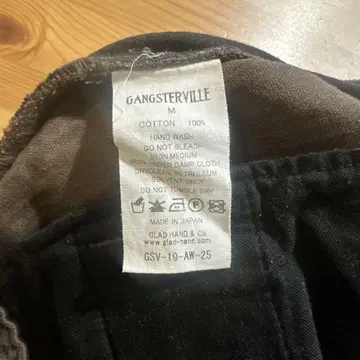 GANGSTERVILLE
M
COTTON 100%
HAND WASH
DO NOT BLEACH
IRON MEDIUM
IRON UNDER DAMP CLOTH
DRYCLEAN PETROLEUM
SOLVENT ONLY
DO NOT TUMBLE DRY
MADE IN JAPAN
GLAD HAND & Co.
glad-hand.com
GSV-19-AW-25